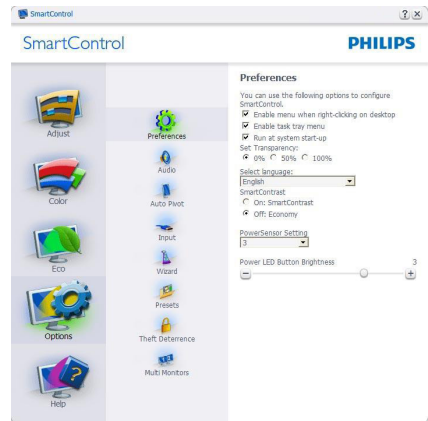 SmartControl
SmartControl
PHILIPS
Adjust
Color
Eco
Options
Help
Preferences
Audio
Auto Pivot
Input
Wizard
Presets
Theft Deterrence
Multi Monitors
Preferences
You can use the following options to configure
SmartControl.
Enable menu when right-clicking on desktop
Enable task tray menu
Run at system start-up
Set Transparency:
0% 50% 100%
Select language:
English
SmartContrast
On: SmartContrast
Off: Economy
PowerSensor Setting
3
Power LED Button Brightness 3